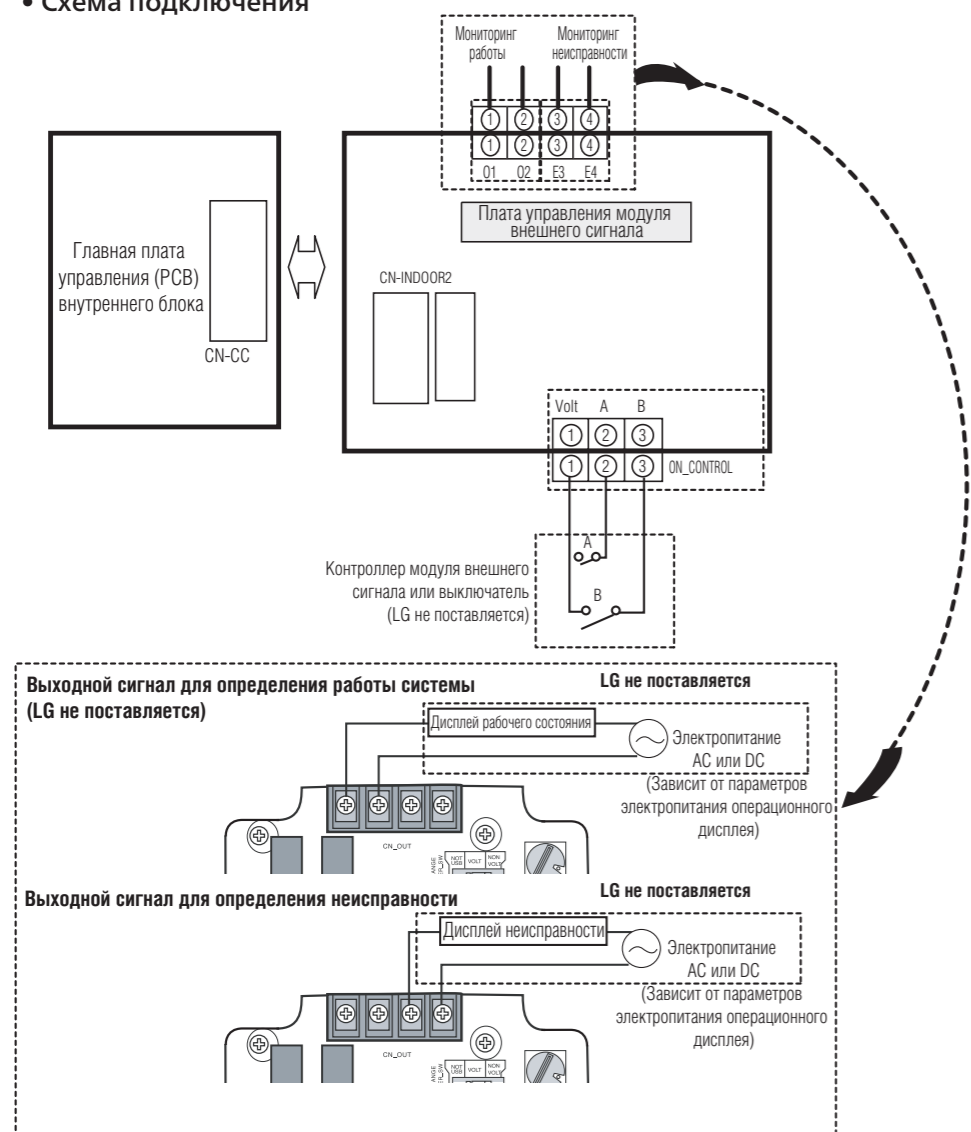 • Схема подключения
Мониторинг
работы
Мониторинг
неисправности
1 2 3 4
1 2 3 4
O1 O2 E3 E4
Плата управления модуля
внешнего сигнала
Главная плата
управления (PCB)
внутреннего блока
CN-CC
CN-INDOOR2
Volt A B
1 2 3
1 2 3 ON_CONTROL
A
B
Контроллер модуля внешнего
сигнала или выключатель
(LG не поставляется)
Выходной сигнал для определения работы системы
(LG не поставляется)
LG не поставляется
Дисплей рабочего состояния
Электропитание
AC или DC
(Зависит от параметров
электропитания операционного
дисплея)
CN_OUT
ANGE
ER_SW
NOT
USB
VOLT
NON
VOLT
Выходной сигнал для определения неисправности
LG не поставляется
Дисплей неисправности
Электропитание
AC или DC
(Зависит от параметров
электропитания операционного
дисплея)
CN_OUT
ANGE
ER_SW
NOT
USB
VOLT
NON
VOLT